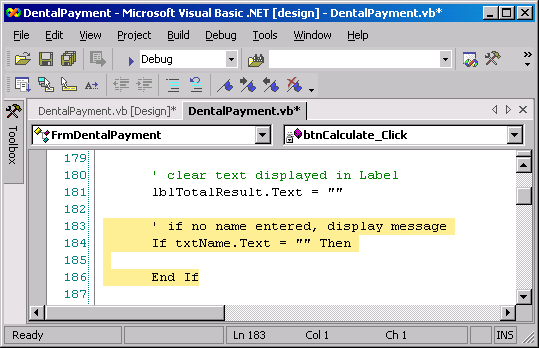 DentalPayment - Microsoft Visual Basic .NET [design] - DentalPayment.vb*
File Edit View Project Build Debug Tools Window Help
Debug
DentalPayment.vb [Design]* DentalPayment.vb*
Toolbox
FrmDentalPayment btnCalculate_Click
179
180 ' clear text displayed in Label
181 lblTotalResult.Text = ""
182
183 ' if no name entered, display message
184 If txtName.Text = "" Then
185
186 End If
187
Ready Ln 183 Col 1 Ch 1 INS